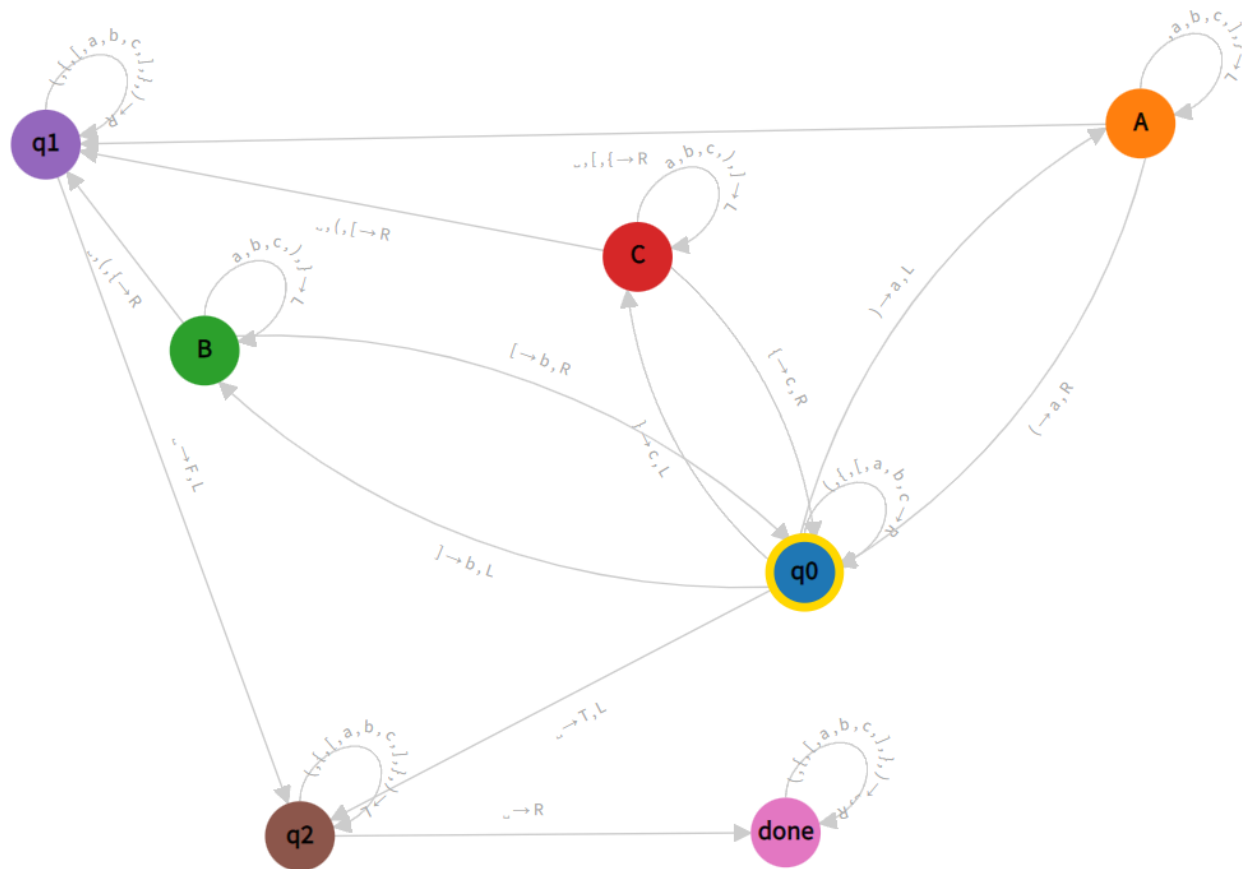 ,a,b,c,],{→L
(,{,[,a,b,c,],},)→R
A
q1
␣,[,{→R
a,b,c,),]→L
␣,(,[→R
C
a,b,c,),}→L
␣,(,{→R
)→a,L
B
[→b,R
{→c,R
(→a,R
}→c,L
␣→F,L
(,{,[,a,b,c→R
]→b,L
q0
␣→T,L
(,{,[,a,b,c,],},)→L
(,{,[,a,b,c,],},)→␣,R
␣→R
q2
done